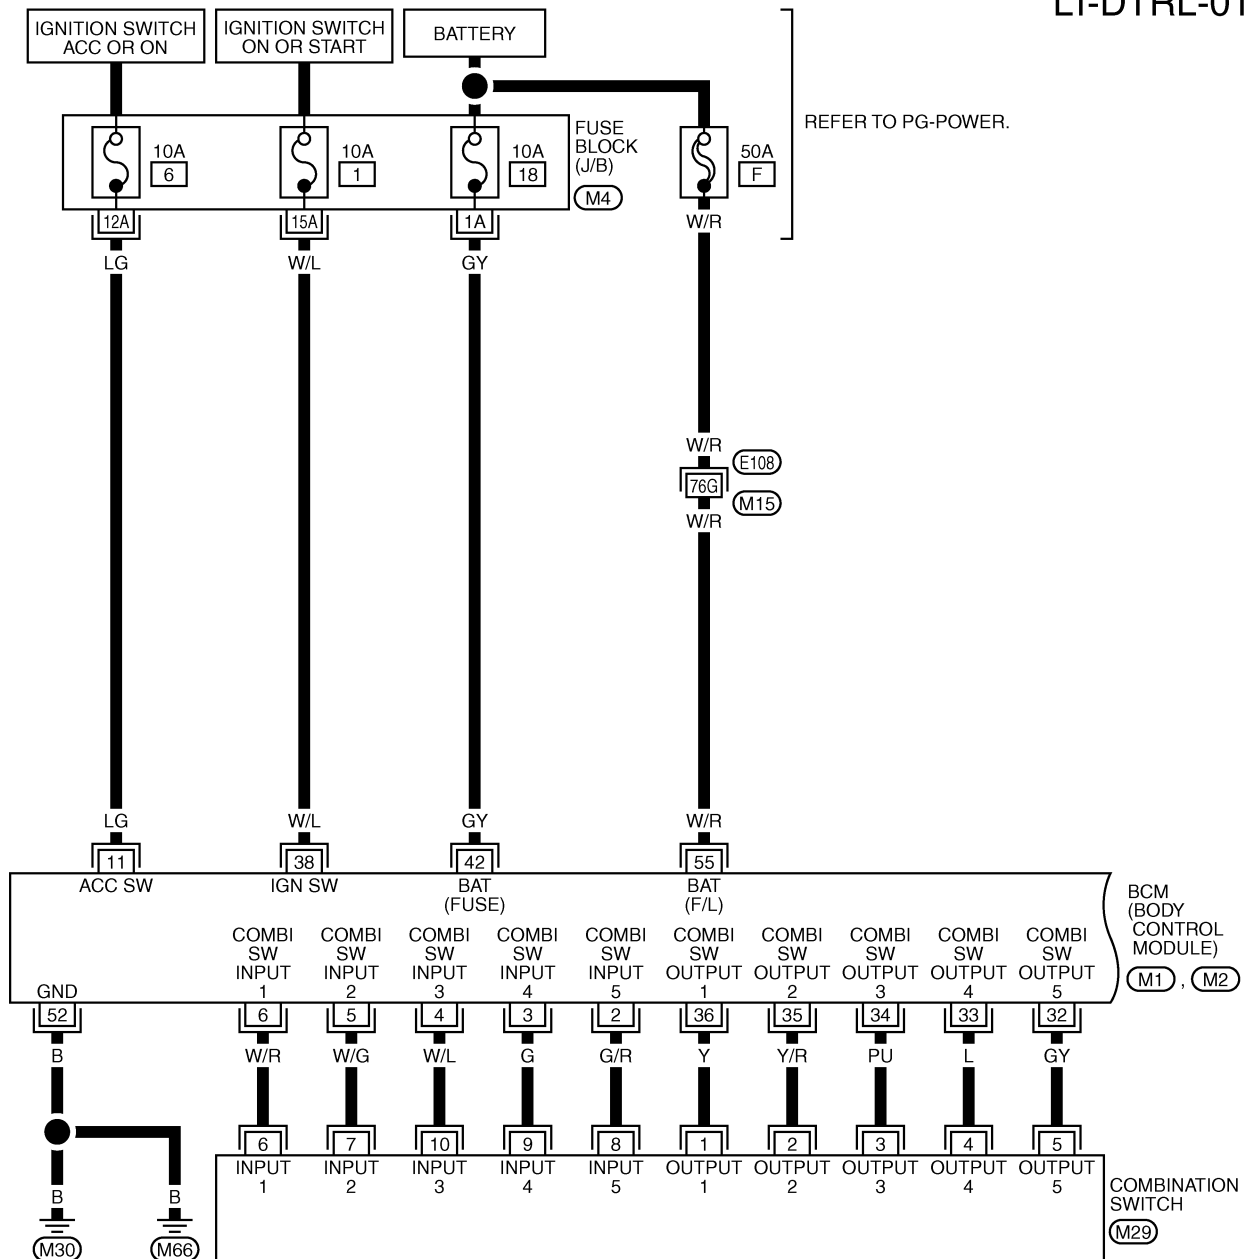 LT-DTRL-01
IGNITION SWITCH
ACC OR ON
IGNITION SWITCH
ON OR START
BATTERY
REFER TO PG-POWER.
10A
6
10A
1
10A
18
FUSE
BLOCK
(J/B)
M4
50A
F
12A
15A
1A
W/R
LG
W/L
GY
W/R
E108
76G
M15
W/R
LG
W/L
GY
W/R
11
38
42
55
ACC SW
IGN SW
BAT
(FUSE)
BAT
(F/L)
BCM
(BODY
CONTROL
MODULE)
M1 , M2
COMBI
SW
INPUT
1
COMBI
SW
INPUT
2
COMBI
SW
INPUT
3
COMBI
SW
INPUT
4
COMBI
SW
INPUT
5
COMBI
SW
OUTPUT
1
COMBI
SW
OUTPUT
2
COMBI
SW
OUTPUT
3
COMBI
SW
OUTPUT
4
COMBI
SW
OUTPUT
5
GND
52
6
5
4
3
2
36
35
34
33
32
B
W/R
W/G
W/L
G
G/R
Y
Y/R
PU
L
GY
6
7
10
9
8
1
2
3
4
5
INPUT
1
INPUT
2
INPUT
3
INPUT
4
INPUT
5
OUTPUT
1
OUTPUT
2
OUTPUT
3
OUTPUT
4
OUTPUT
5
COMBINATION
SWITCH
M29
B
B
M30
M66